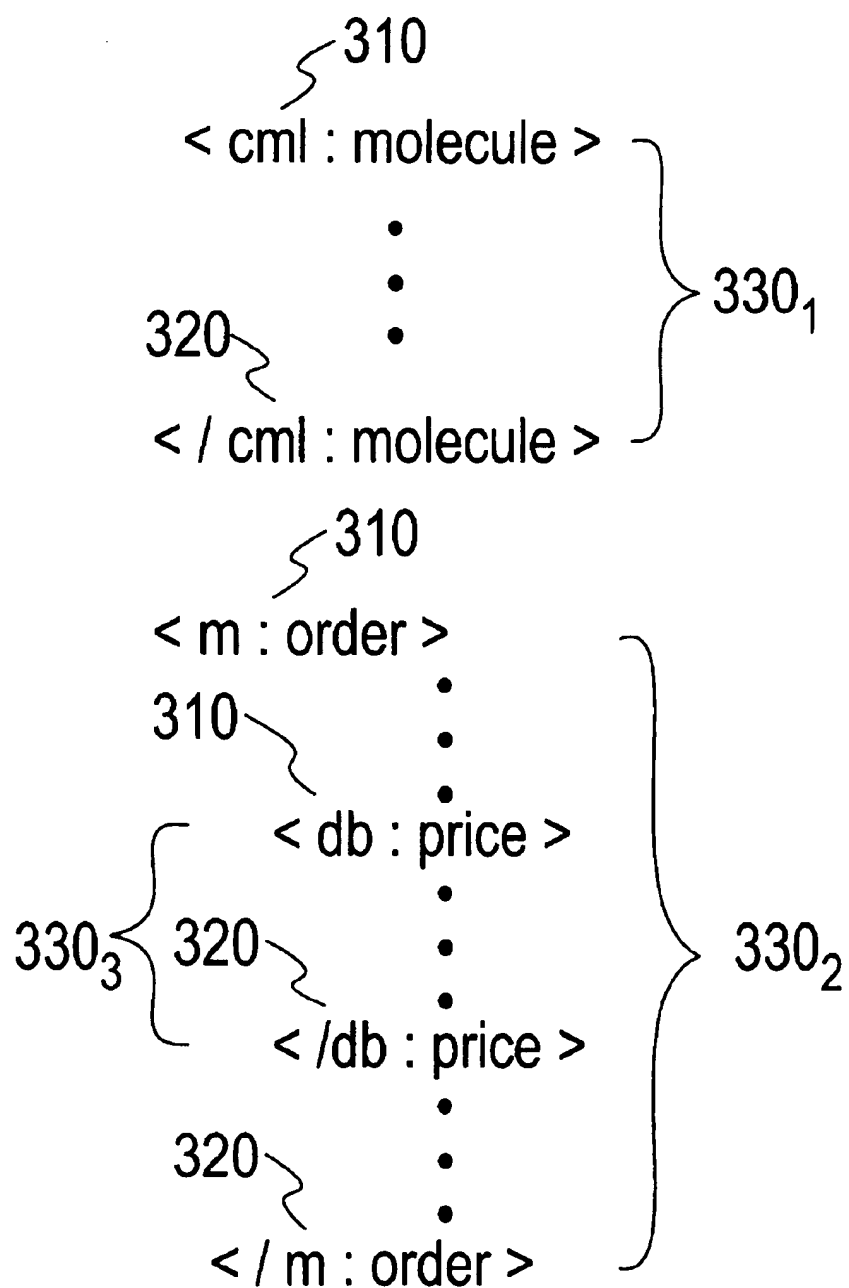 310
< cml : molecule >
330₁
320
< / cml : molecule >
310
< m : order >
310
< db : price >
330₃
320
330₂
< /db : price >
320
< / m : order >